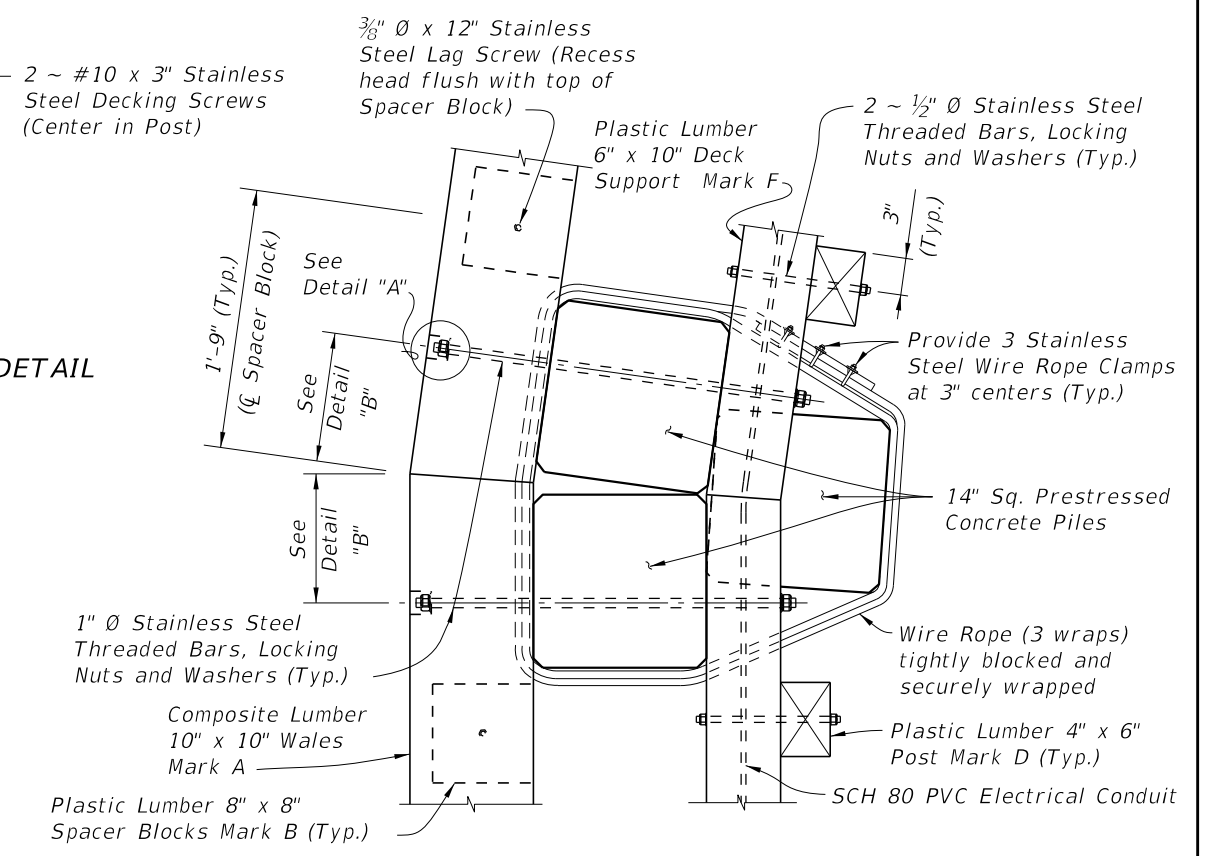 2 ~ #10 x 3" Stainless
Steel Decking Screws
(Center in Post)
⅜" Ø x 12" Stainless
Steel Lag Screw (Recess
head flush with top of
Spacer Block)
Plastic Lumber
6" x 10" Deck
Support Mark F
2 ~ ½" Ø Stainless Steel
Threaded Bars, Locking
Nuts and Washers (Typ.)
3"
(Typ.)
1'-9" (Typ.)
(℄ Spacer Block)
See
Detail "A"
See
Detail
"B"
DETAIL
Provide 3 Stainless
Steel Wire Rope Clamps
at 3" centers (Typ.)
14" Sq. Prestressed
Concrete Piles
See
Detail
"B"
1" Ø Stainless Steel
Threaded Bars, Locking
Nuts and Washers (Typ.)
Wire Rope (3 wraps)
tightly blocked and
securely wrapped
Composite Lumber
10" x 10" Wales
Mark A
Plastic Lumber 4" x 6"
Post Mark D (Typ.)
SCH 80 PVC Electrical Conduit
Plastic Lumber 8" x 8"
Spacer Blocks Mark B (Typ.)